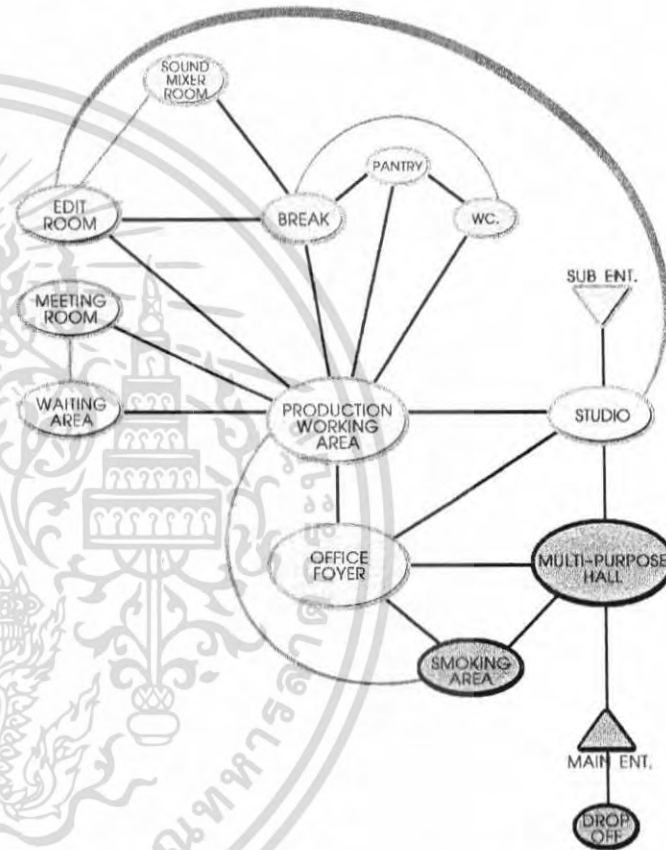 SOUND
MIXER
ROOM
PANTRY
EDIT
ROOM
BREAK
WC.
SUB ENT.
MEETING
ROOM
WAITING
AREA
PRODUCTION
WORKING
AREA
STUDIO
OFFICE
FOYER
MULTI-PURPOSE
HALL
SMOKING
AREA
MAIN ENT.
DROP
OFF